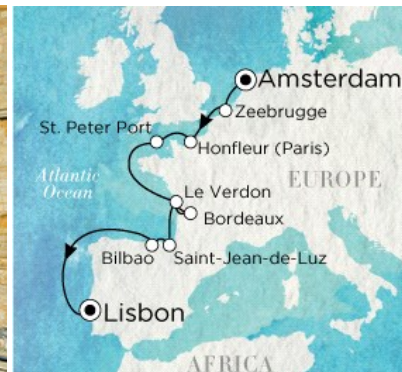 Amsterdam
Zeebrugge
St. Peter Port
Honfleur (Paris)
Atlantic
Ocean
EUROPE
Le Verdon
Bordeaux
Bilbao
Saint-Jean-de-Luz
Lisbon
AFRICA